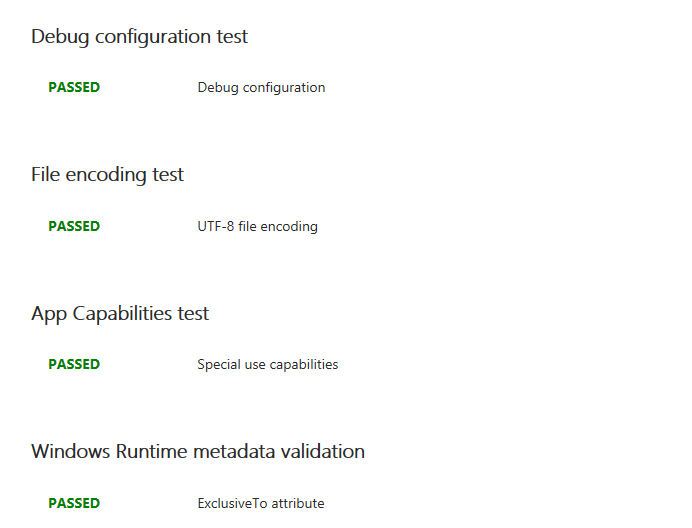 Debug configuration test
PASSED Debug configuration
File encoding test
PASSED UTF-8 file encoding
App Capabilities test
PASSED Special use capabilities
Windows Runtime metadata validation
PASSED ExclusiveTo attribute